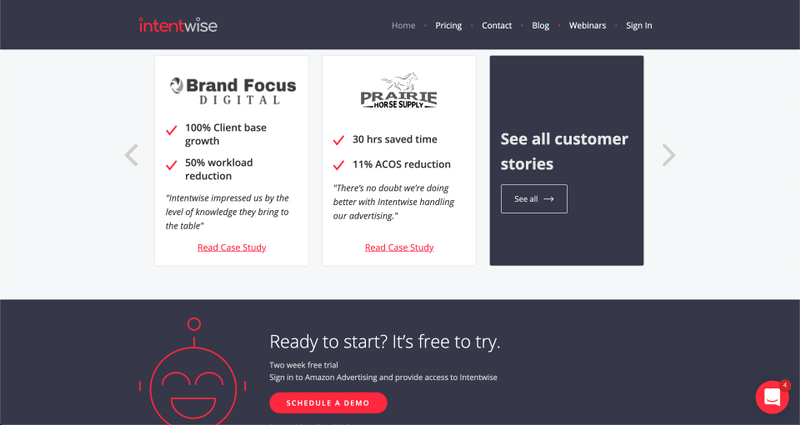 intentwise
Home • Pricing • Contact • Blog • Webinars • Sign In
Brand Focus
DIGITAL
100% Client base
growth
50% workload
reduction
"Intentwise impressed us by the
level of knowledge they bring to
the table"
Read Case Study
PRAIRIE
HORSE SUPPLY
30 hrs saved time
11% ACOS reduction
"There's no doubt we're doing
better with Intentwise handling
our advertising."
Read Case Study
See all customer
stories
See all →
Ready to start? It's free to try.
Two week free trial
Sign in to Amazon Advertising and provide access to Intentwise
SCHEDULE A DEMO
4